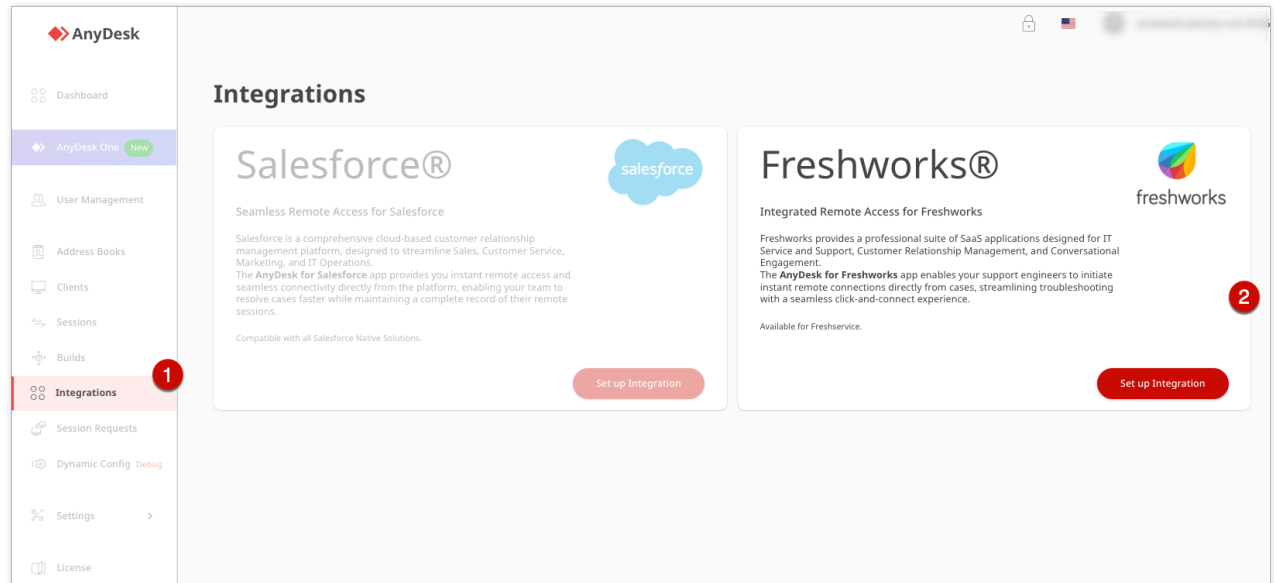 AnyDesk
Dashboard
AnyDesk One New
User Management
Address Books
Clients
Sessions
Builds
1
Integrations
Session Requests
Dynamic Config Debug
Settings
License
Integrations
Salesforce®
salesforce
Seamless Remote Access for Salesforce
Salesforce is a comprehensive cloud-based customer relationship
management platform, designed to streamline Sales, Customer Service,
Marketing, and IT Operations.
The AnyDesk for Salesforce app provides you instant remote access and
seamless connectivity directly from the platform, enabling your team to
resolve cases faster while maintaining a complete record of their remote
sessions.
Compatible with all Salesforce Native Solutions.
Set up Integration
Freshworks®
freshworks
Integrated Remote Access for Freshworks
Freshworks provides a professional suite of SaaS applications designed for IT
Service and Support, Customer Relationship Management, and Conversational
Engagement.
The AnyDesk for Freshworks app enables your support engineers to initiate
instant remote connections directly from cases, streamlining troubleshooting
with a seamless click-and-connect experience.
2
Available for Freshservice.
Set up Integration